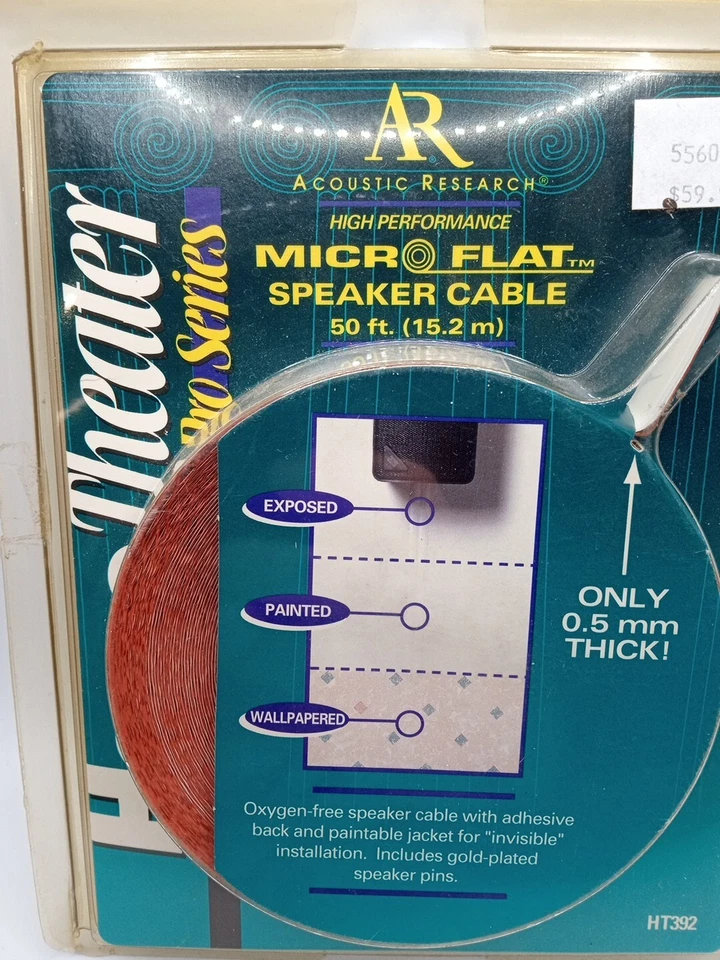 AR
ACOUSTIC RESEARCH®
5560
$59.
HIGH PERFORMANCE
MICRO FLAT™
SPEAKER CABLE
50 ft. (15.2 m)
Theater
Pro Series
EXPOSED
PAINTED
WALLPAPERED
ONLY
0.5 mm
THICK!
Oxygen-free speaker cable with adhesive
back and paintable jacket for "invisible"
installation. Includes gold-plated
speaker pins.
HT392